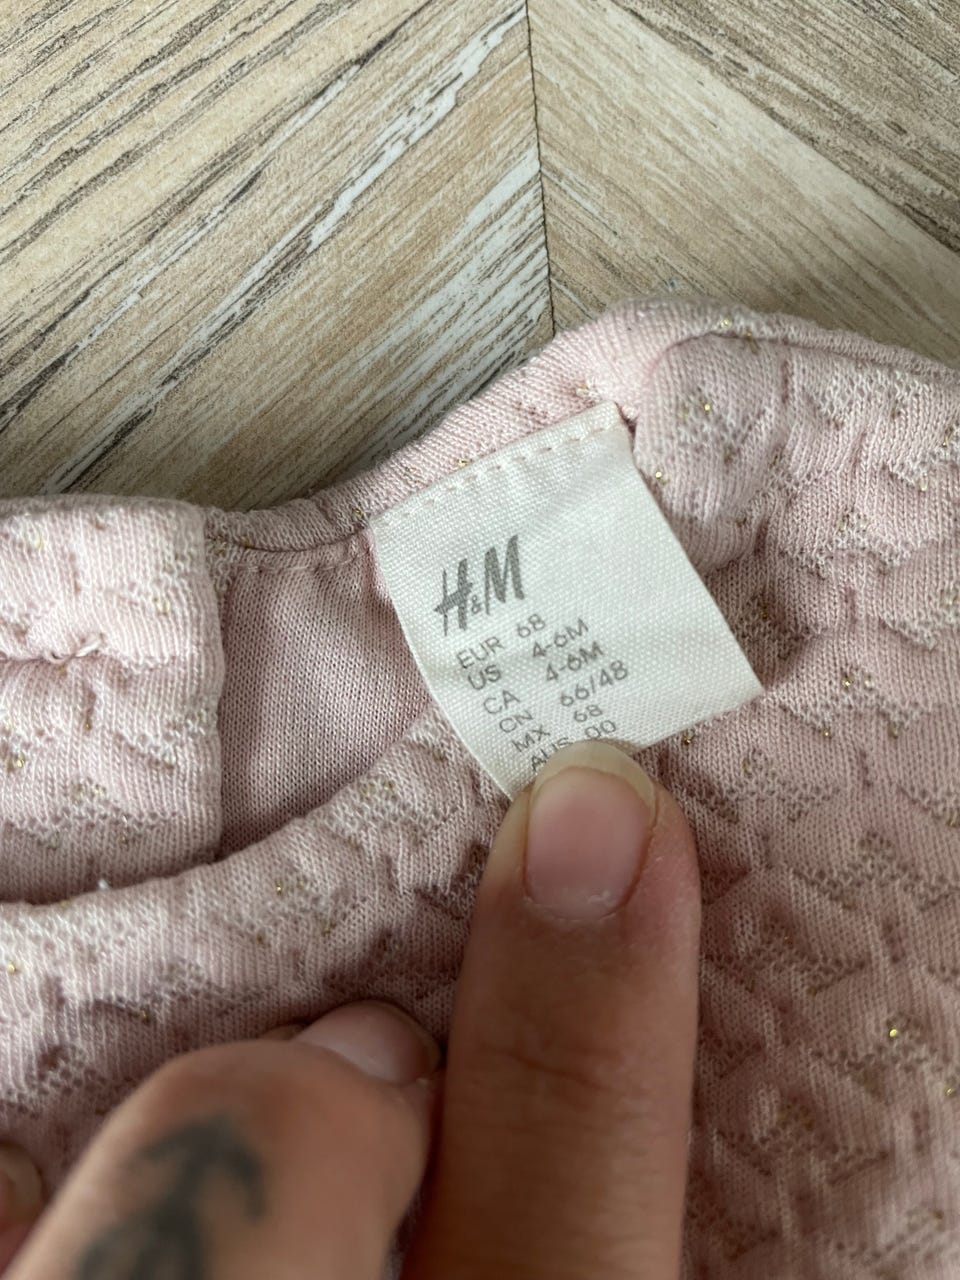 H&M
EUR 68
US 4-6M
CA 4-6M
CN 66/48
MX 68
AUS 00